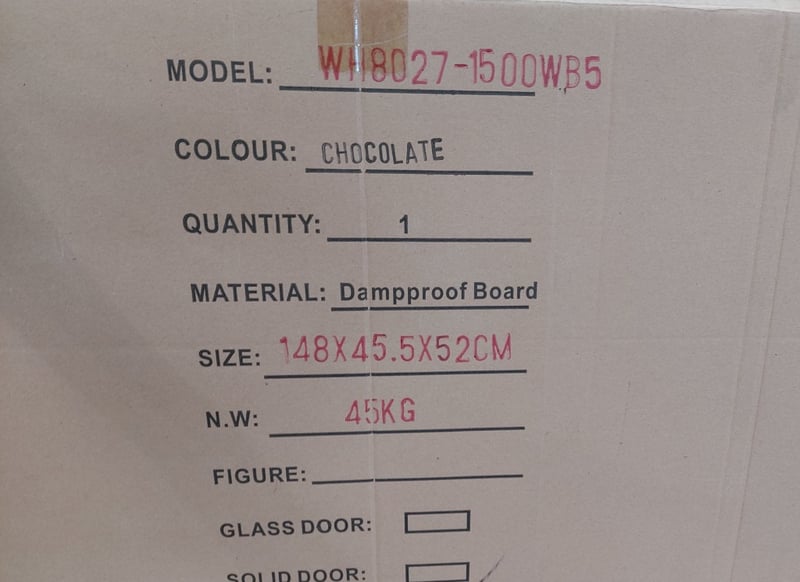 MODEL: WH8027-1500WB5
COLOUR: CHOCOLATE
QUANTITY: 1
MATERIAL: Dampproof Board
SIZE: 148X45.5X52CM
N.W: 45KG
FIGURE:
GLASS DOOR:
SOLID DOOR: